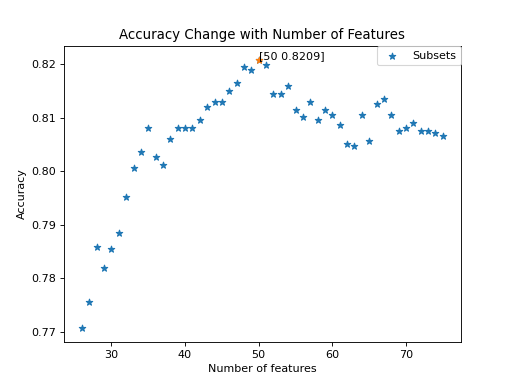 Accuracy Change with Number of Features
[50 0.8209]
Subsets
0.82
0.81
0.80
0.79
0.78
0.77
Accuracy
30 40 50 60 70
Number of features